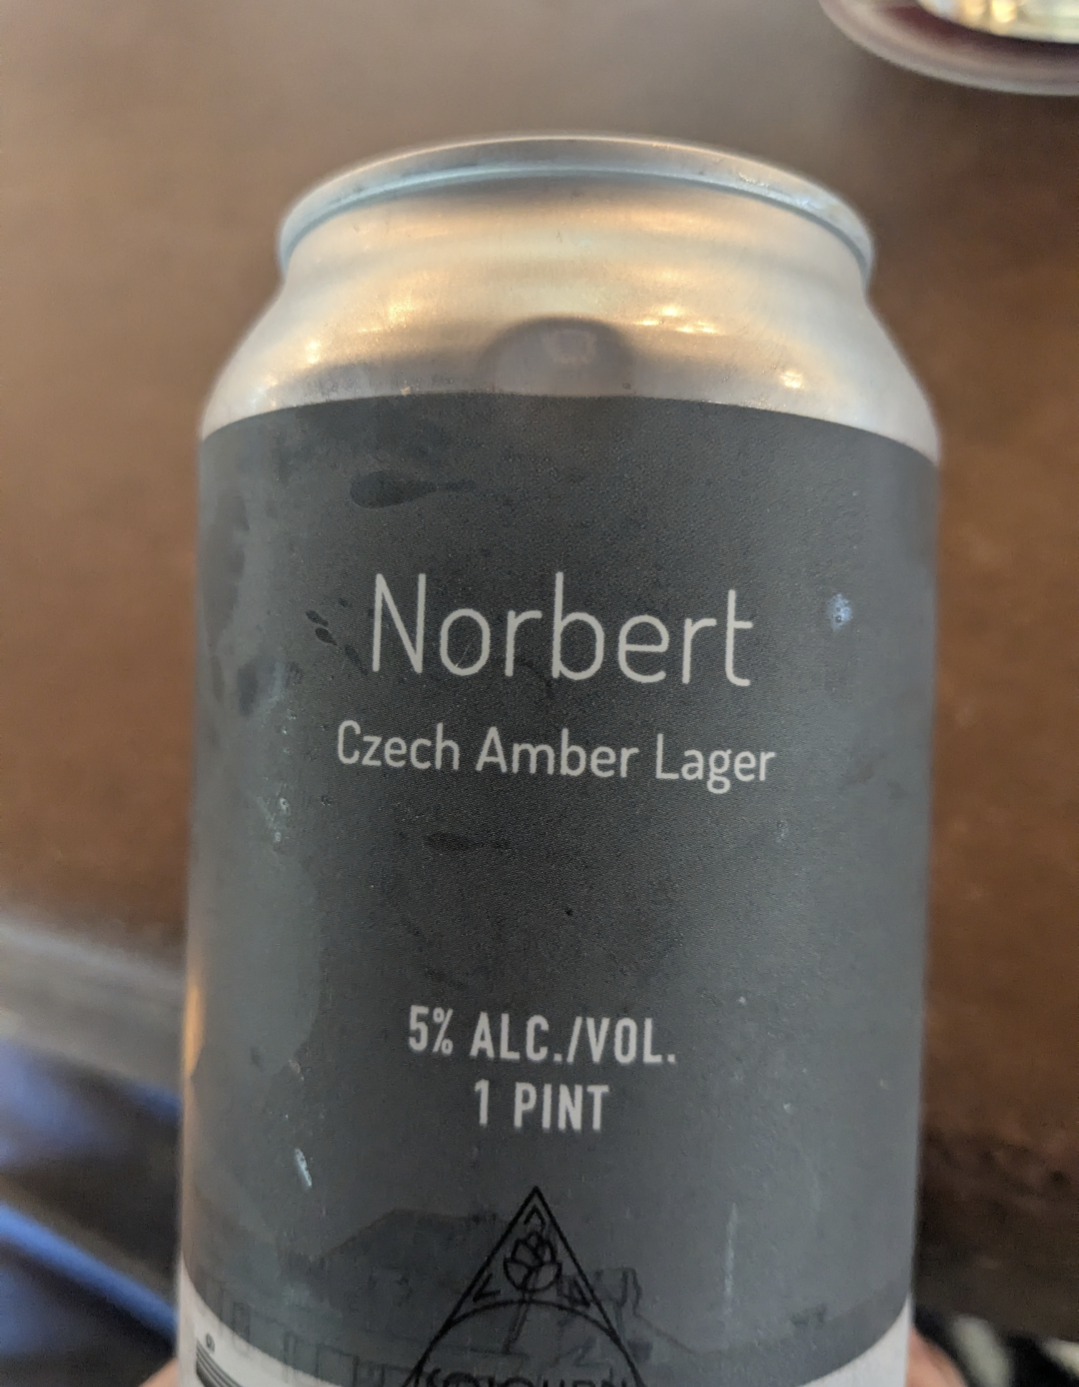 Norbert
Czech Amber Lager
5% ALC./VOL.
1 PINT